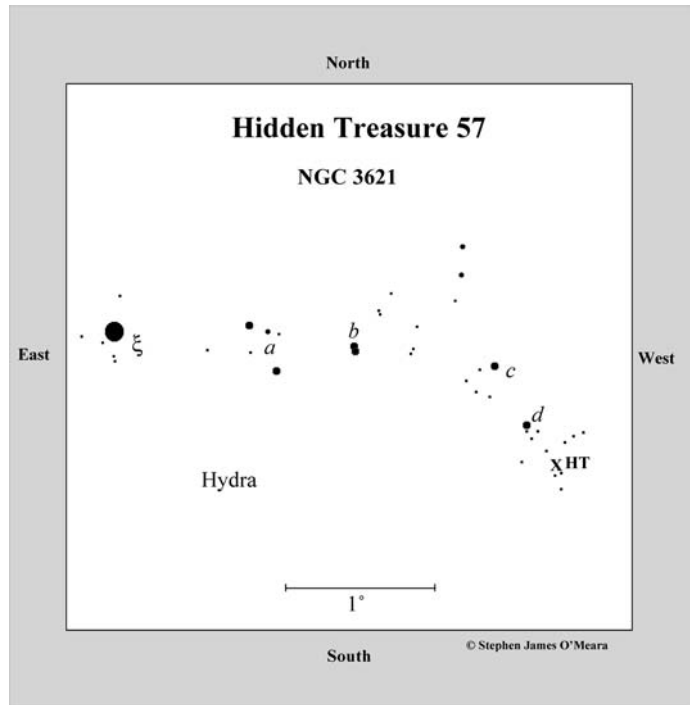 North
Hidden Treasure 57
NGC 3621
b
ξ
a
East
West
c
d
X HT
Hydra
1°
© Stephen James O'Meara
South